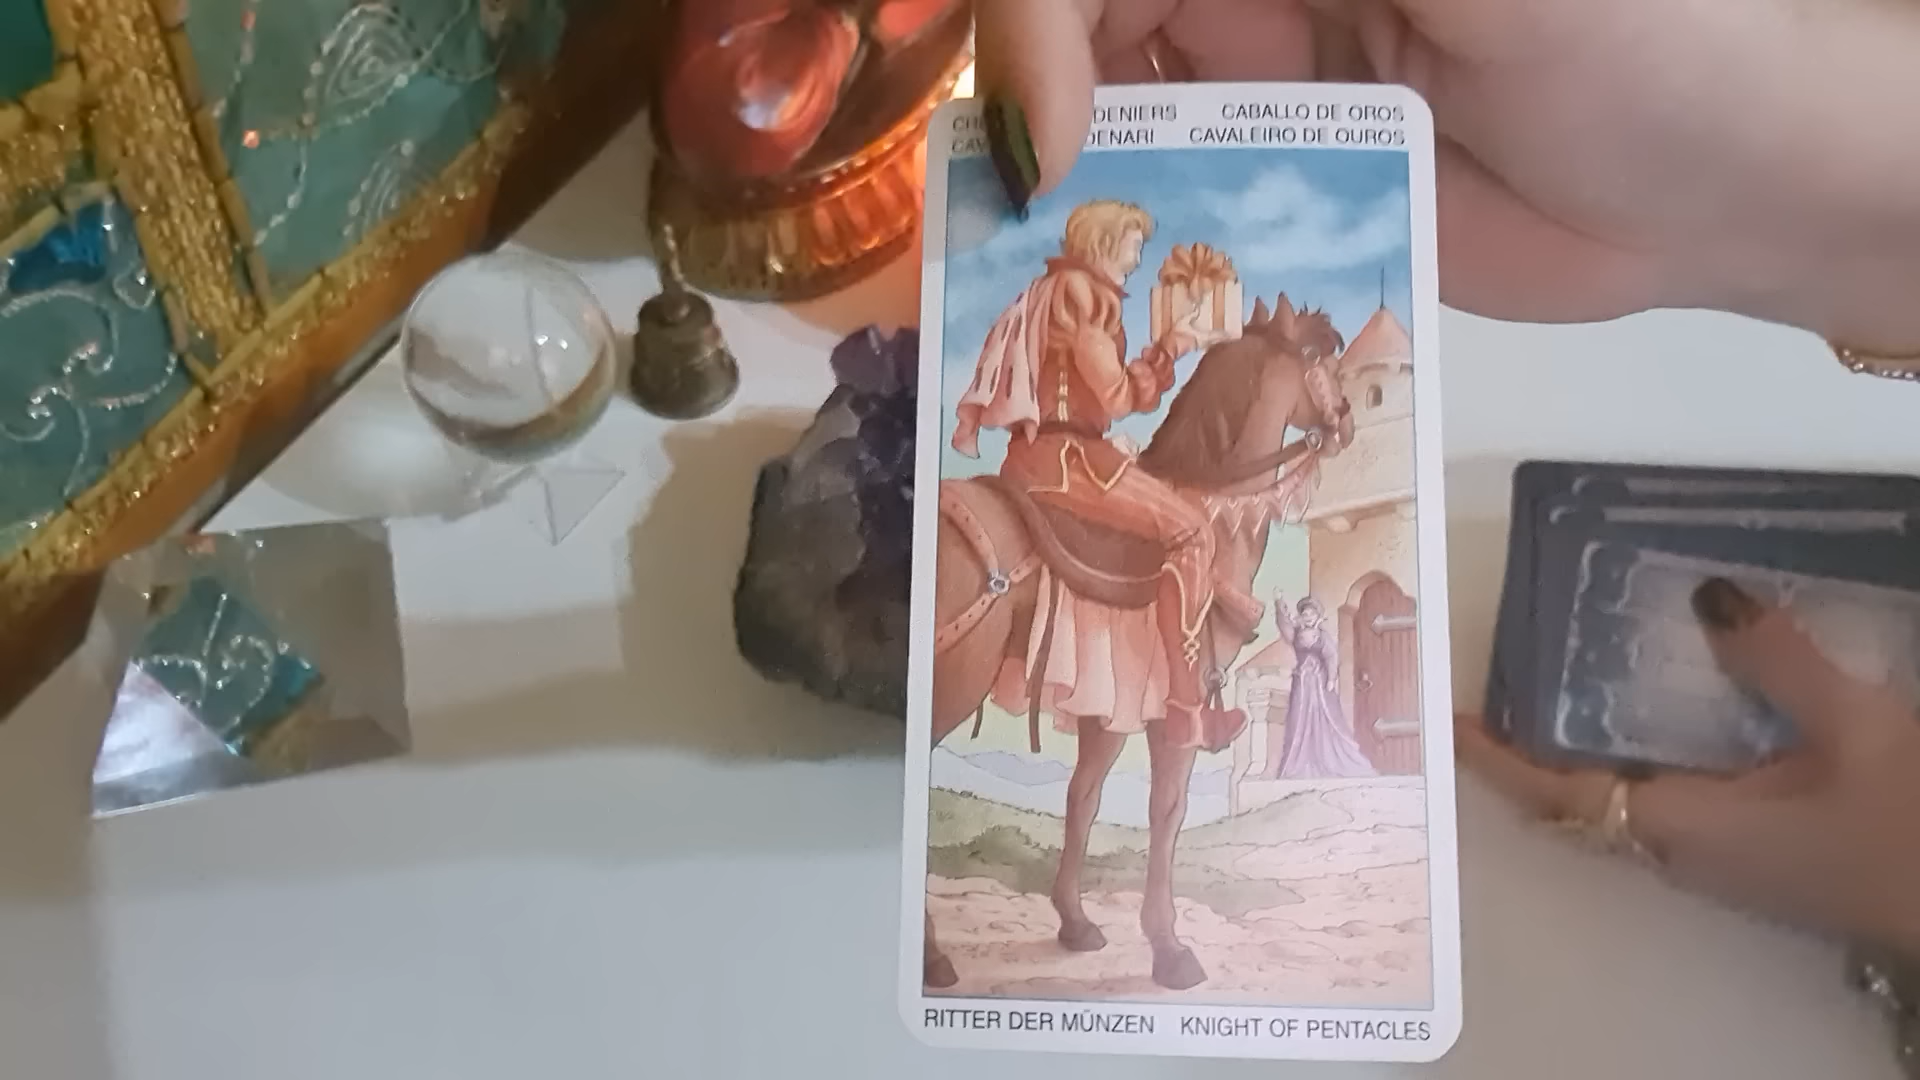 DENIERS CABALLO DE OROS
DENARI CAVALEIRO DE OUROS
RITTER DER MÜNZEN KNIGHT OF PENTACLES